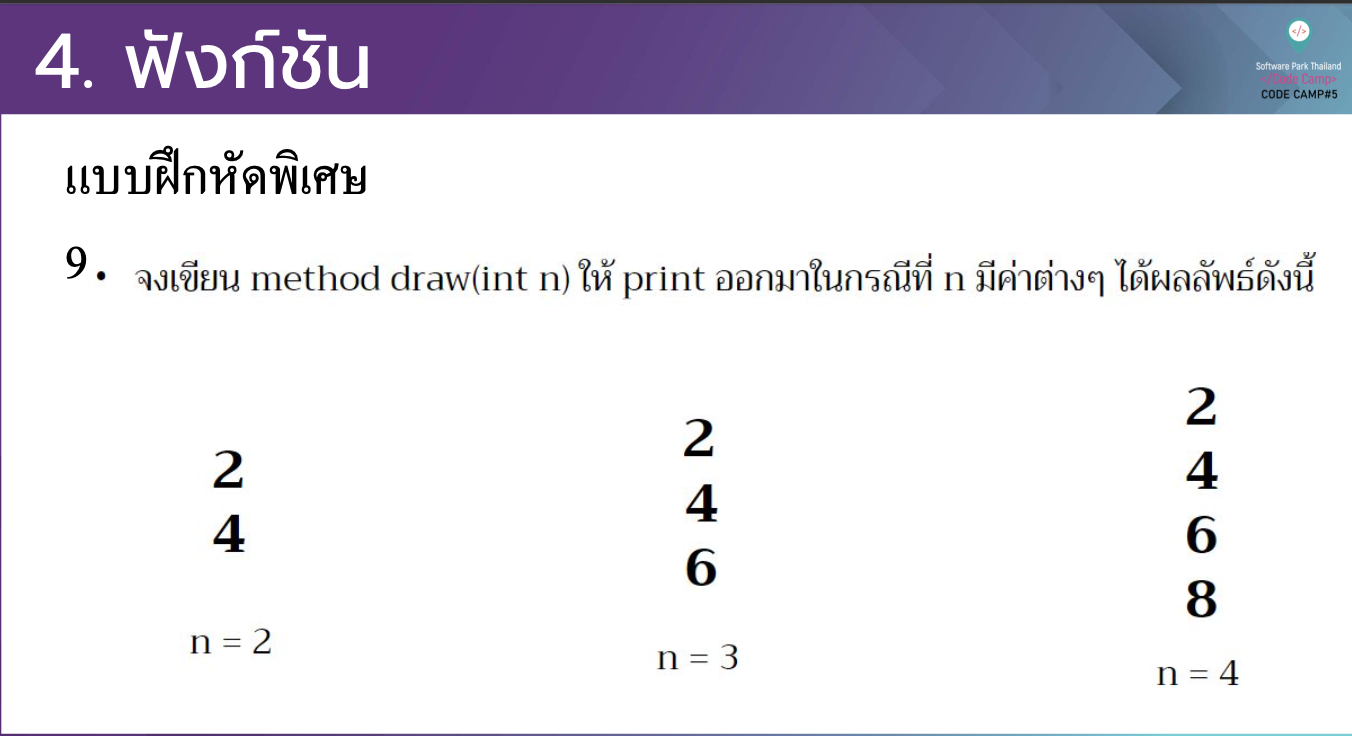 4. ฟังก์ชัน
</>
Software Park Thailand
</Code Camp>
CODE CAMP#5
แบบฝึกหัดพิเศษ
9. จงเขียน method draw(int n) ให้ print ออกมาในกรณีที่ n มีค่าต่างๆ ได้ผลลัพธ์ดังนี้
2
4
n = 2
2
4
6
n = 3
2
4
6
8
n = 4